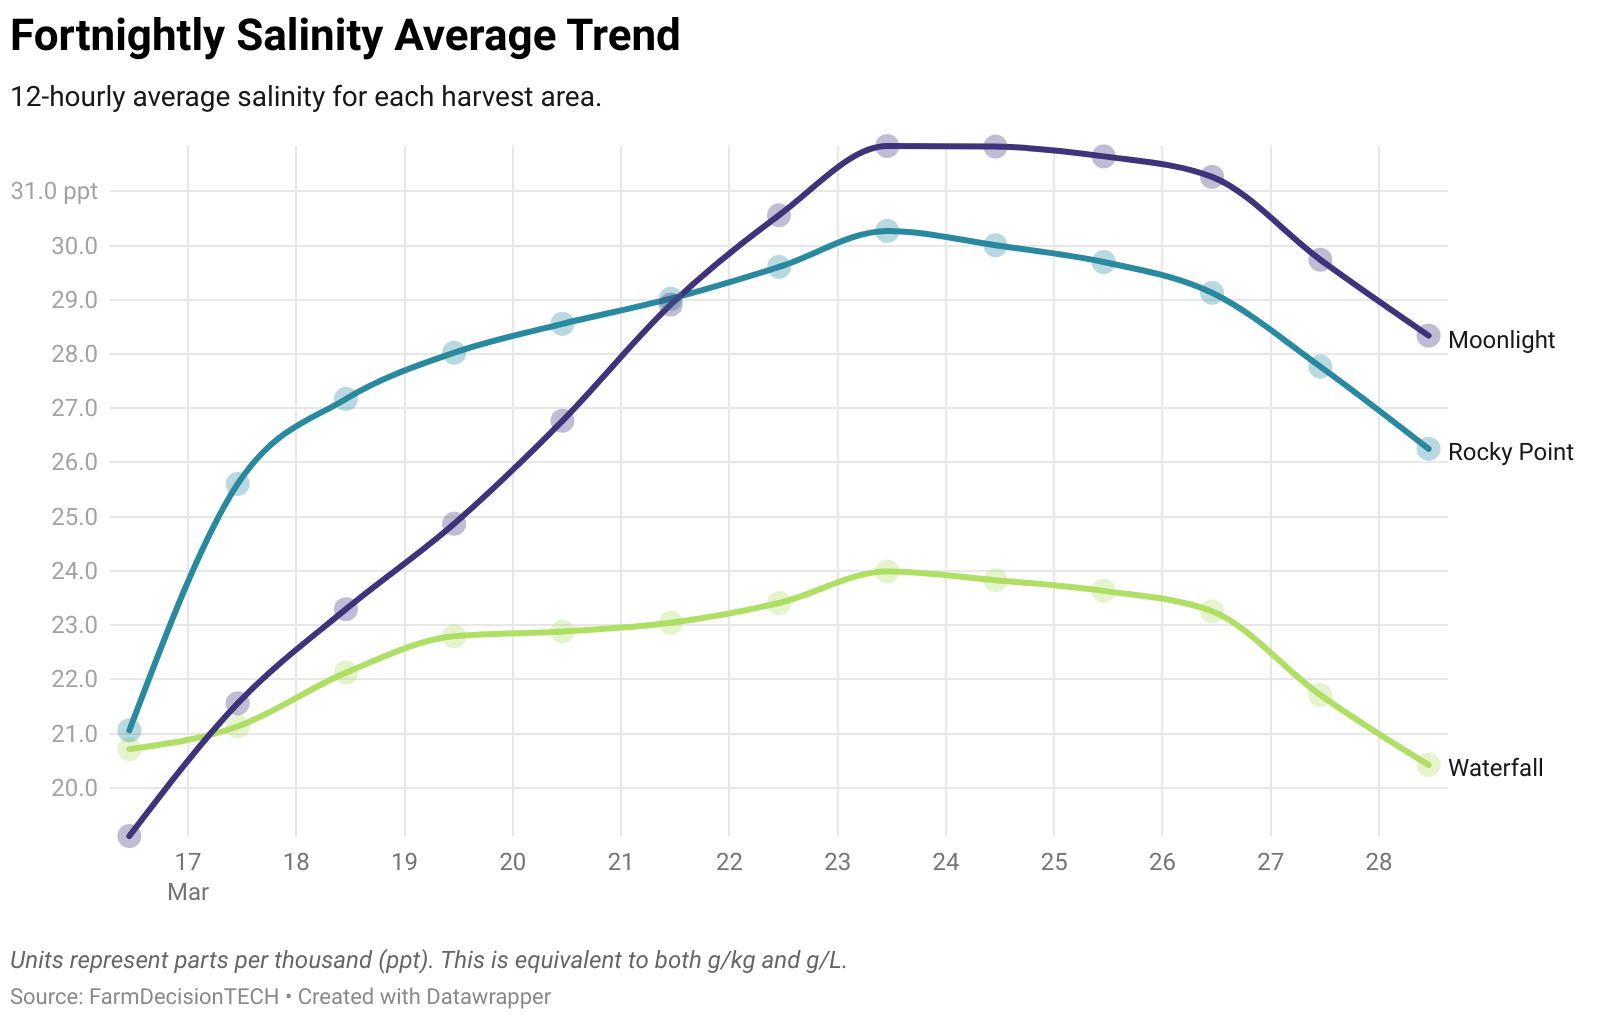 Fortnightly Salinity Average Trend
12-hourly average salinity for each harvest area.
31.0 ppt
30.0
29.0
28.0
27.0
26.0
25.0
24.0
23.0
22.0
21.0
20.0
Moonlight
Rocky Point
Waterfall
17 18 19 20 21 22 23 24 25 26 27 28
Mar
Units represent parts per thousand (ppt). This is equivalent to both g/kg and g/L.
Source: FarmDecisionTECH • Created with Datawrapper